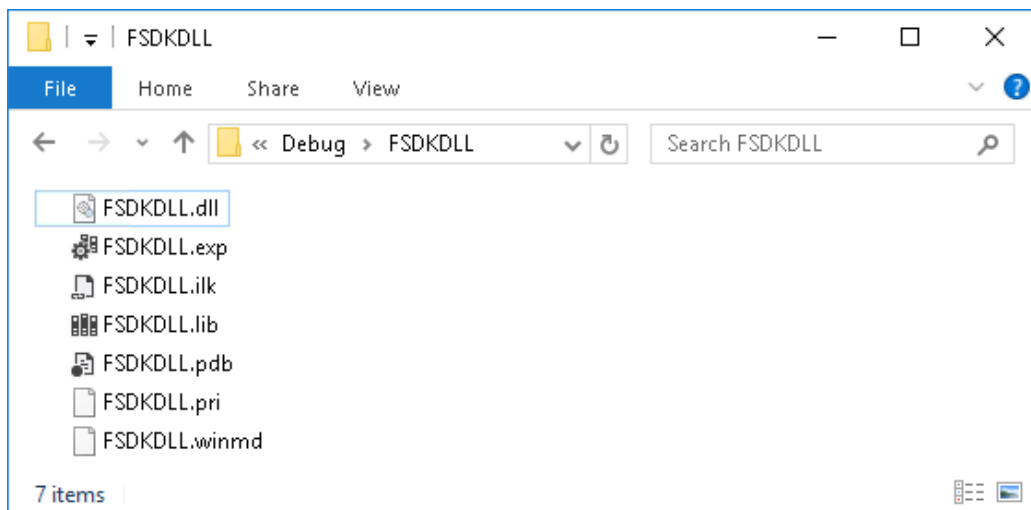 FSDKDLL
File Home Share View
« Debug > FSDKDLL Search FSDKDLL
FSDKDLL.dll
FSDKDLL.exp
FSDKDLL.ilk
FSDKDLL.lib
FSDKDLL.pdb
FSDKDLL.pri
FSDKDLL.winmd
7 items